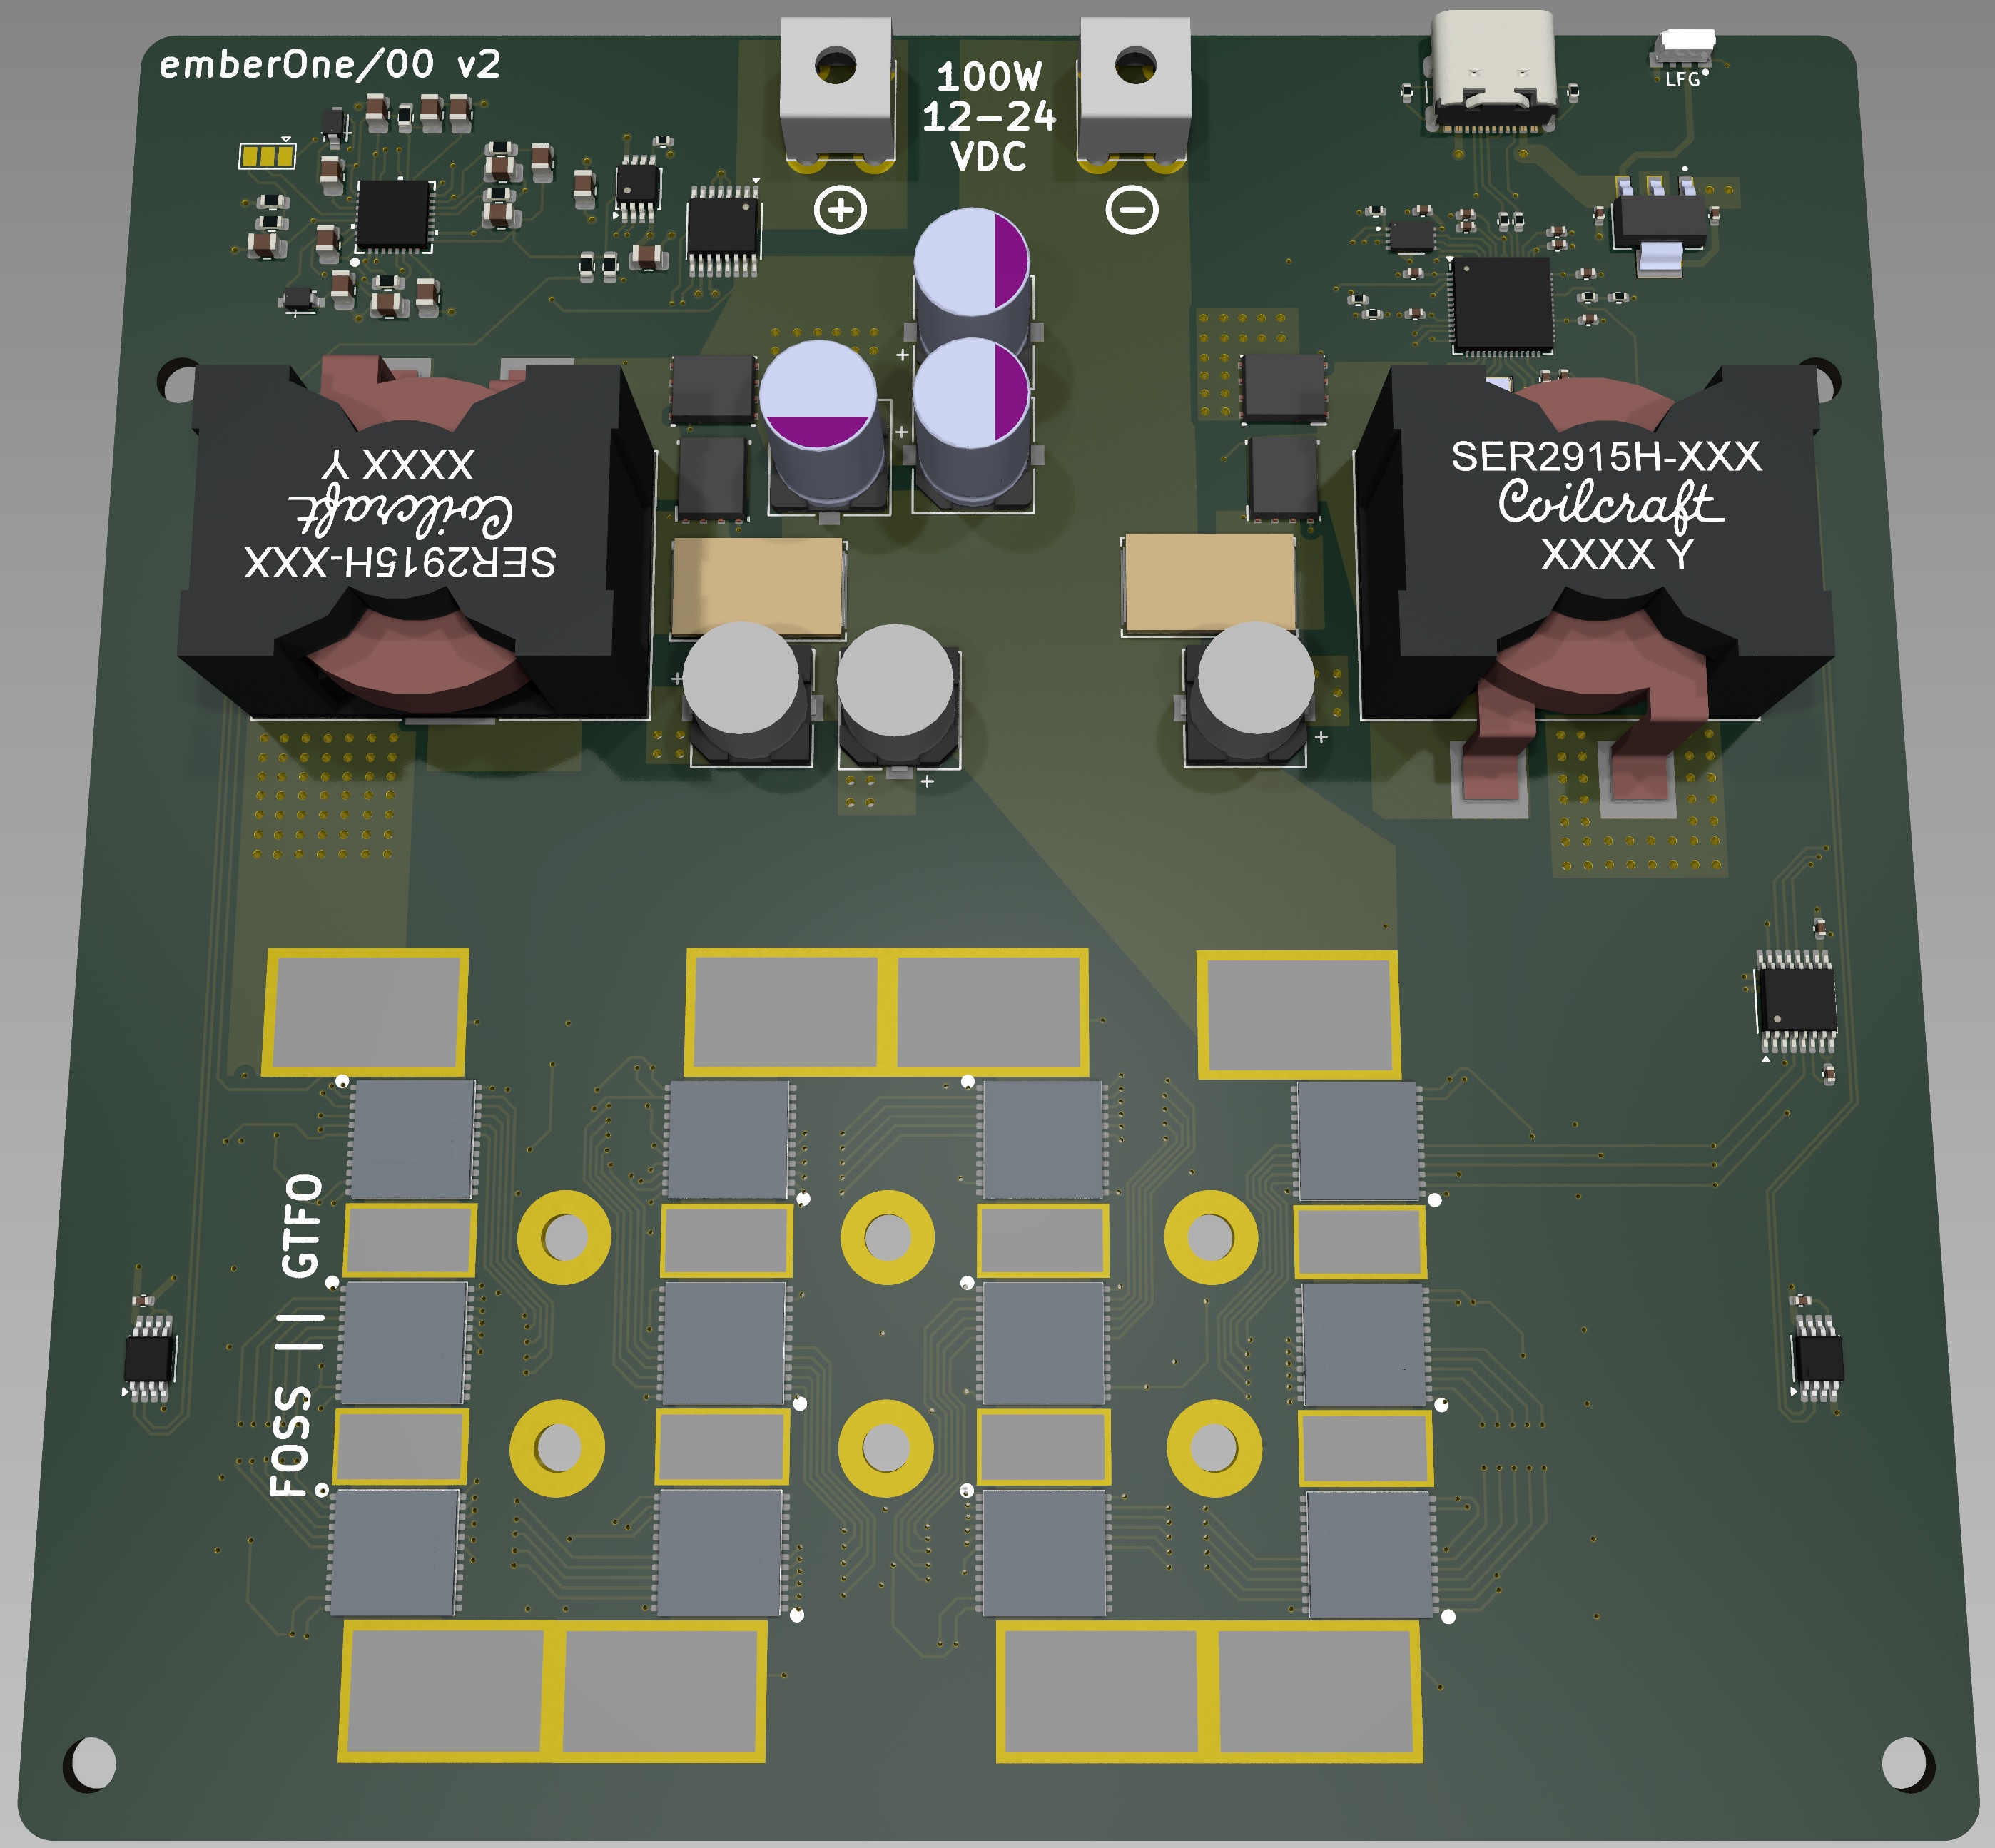 emberOne/00 v2
100W
12-24
VDC
LFG
+
-
SER2915H-XXX
Coilcraft
XXXX Y
SER2915H-XXX
Coilcraft
XXXX Y
FOSS || GTFO